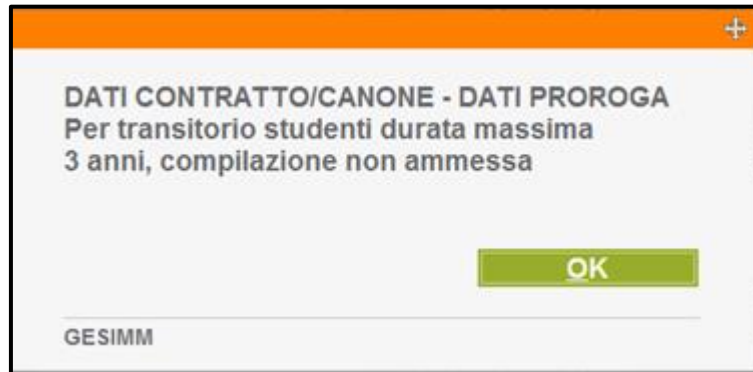 DATI CONTRATTO/CANONE - DATI PROROGA
Per transitorio studenti durata massima
3 anni, compilazione non ammessa
OK
GESIMM